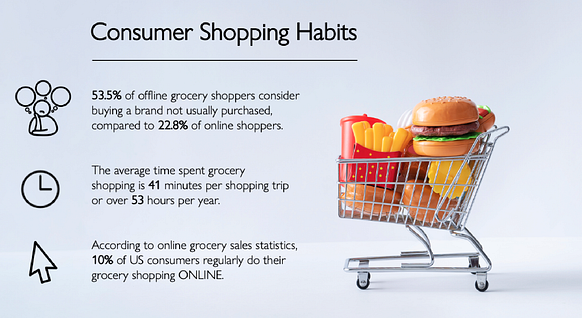 Consumer Shopping Habits
53.5% of offline grocery shoppers consider
buying a brand not usually purchased,
compared to 22.8% of online shoppers.
The average time spent grocery
shopping is 41 minutes per shopping trip
or over 53 hours per year.
According to online grocery sales statistics,
10% of US consumers regularly do their
grocery shopping ONLINE.